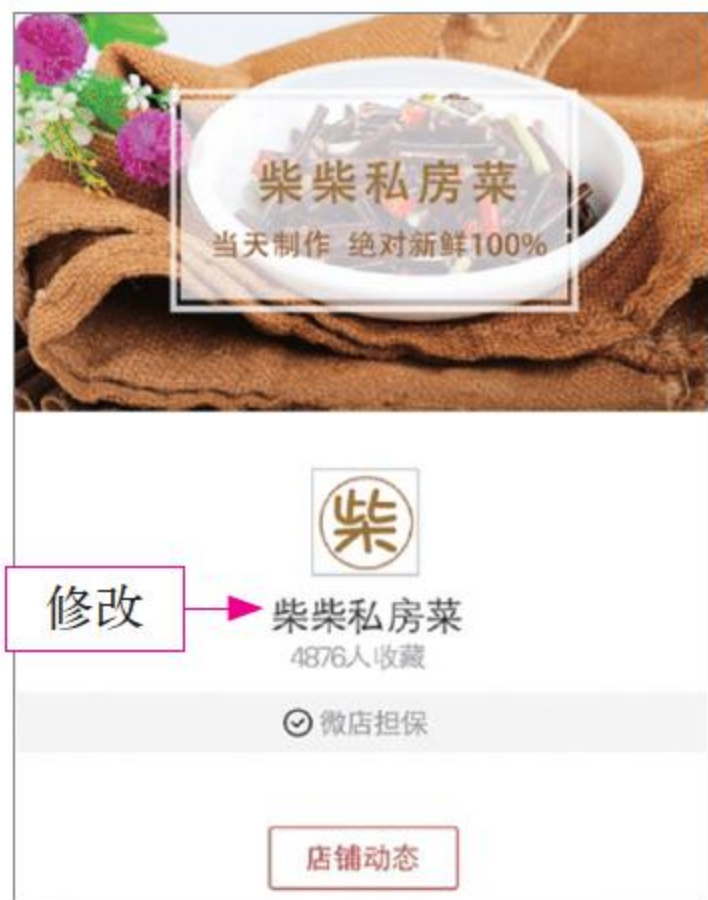 柴柴私房菜
当天制作 绝对新鲜100%
柴
修改
柴柴私房菜
4876人收藏
微店担保
店铺动态